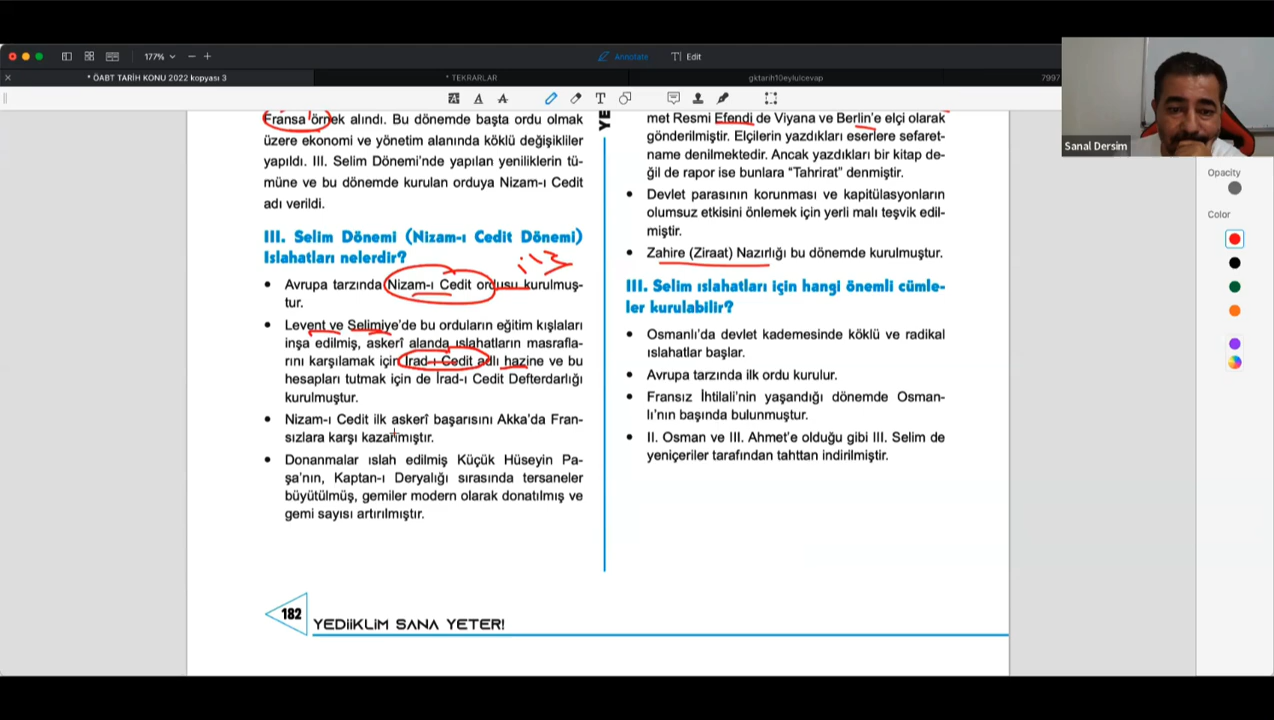 177%
Annotate
Edit
* ÖABT TARİH KONU 2022 kopyası 3
* TEKRARLAR
gktarih10eylulcevap
7997
Fransa örnek alındı. Bu dönemde başta ordu olmak
üzere ekonomi ve yönetim alanında köklü değişikliler
yapıldı. III. Selim Dönemi'nde yapılan yeniliklerin tü-
müne ve bu dönemde kurulan orduya Nizam-ı Cedit
adı verildi.
III. Selim Dönemi (Nizam-ı Cedit Dönemi)
Islahatları nelerdir?
ilk
• Avrupa tarzında Nizam-ı Cedit ordusu kurulmuş-
tur.
• Levent ve Selimiye'de bu orduların eğitim kışlaları
inşa edilmiş, askerî alanda ıslahatların masrafla-
rını karşılamak için İrad-ı Cedit adlı hazine ve bu
hesapları tutmak için de İrad-ı Cedit Defterdarlığı
kurulmuştur.
• Nizam-ı Cedit ilk askerî başarısını Akka'da Fran-
sızlara karşı kazanmıştır.
• Donanmalar ıslah edilmiş Küçük Hüseyin Pa-
şa'nın, Kaptan-ı Deryalığı sırasında tersaneler
büyütülmüş, gemiler modern olarak donatılmış ve
gemi sayısı artırılmıştır.
YE
met Resmi Efendi de Viyana ve Berlin'e elçi olarak
gönderilmiştir. Elçilerin yazdıkları eserlere sefaret-
name denilmektedir. Ancak yazdıkları bir kitap de-
ğil de rapor ise bunlara "Tahrirat" denmiştir.
• Devlet parasının korunması ve kapitülasyonların
olumsuz etkisini önlemek için yerli malı teşvik edil-
miştir.
• Zahire (Ziraat) Nazırlığı bu dönemde kurulmuştur.
III. Selim ıslahatları için hangi önemli cümle-
ler kurulabilir?
• Osmanlı'da devlet kademesinde köklü ve radikal
ıslahatlar başlar.
• Avrupa tarzında ilk ordu kurulur.
• Fransız İhtilali'nin yaşandığı dönemde Osman-
lı'nın başında bulunmuştur.
• II. Osman ve III. Ahmet'e olduğu gibi III. Selim de
yeniçeriler tarafından tahttan indirilmiştir.
182
YEDİİKLİM SANA YETER!
Sanal Dersim
Opacity
Color